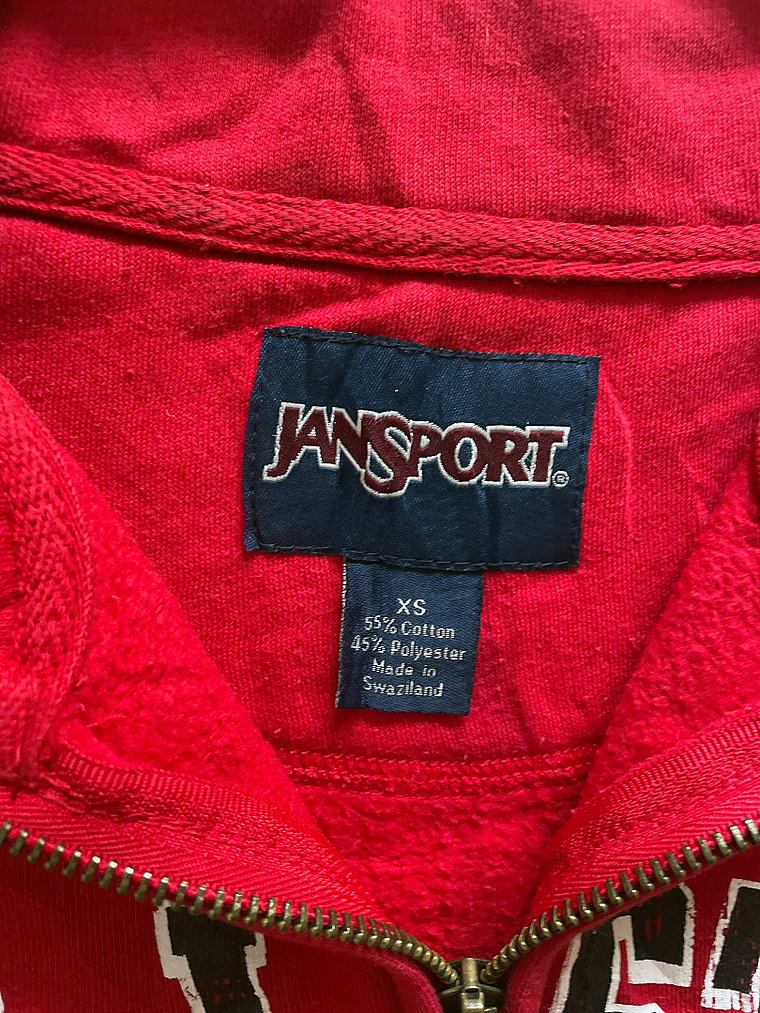 JANSPORT®
XS
55% Cotton
45% Polyester
Made in
Swaziland